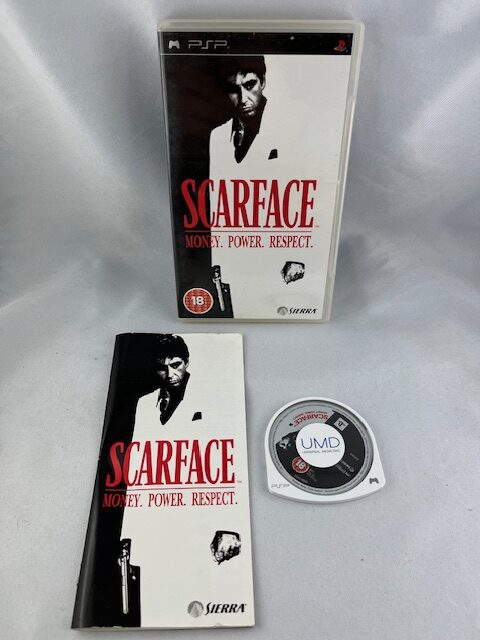 PSP
SCARFACE
MONEY. POWER. RESPECT.
18
SIERRA
SCARFACE
MONEY. POWER. RESPECT.
SIERRA
SCARFACE
UMD
UNIVERSAL MEDIA DISC
18
PSP